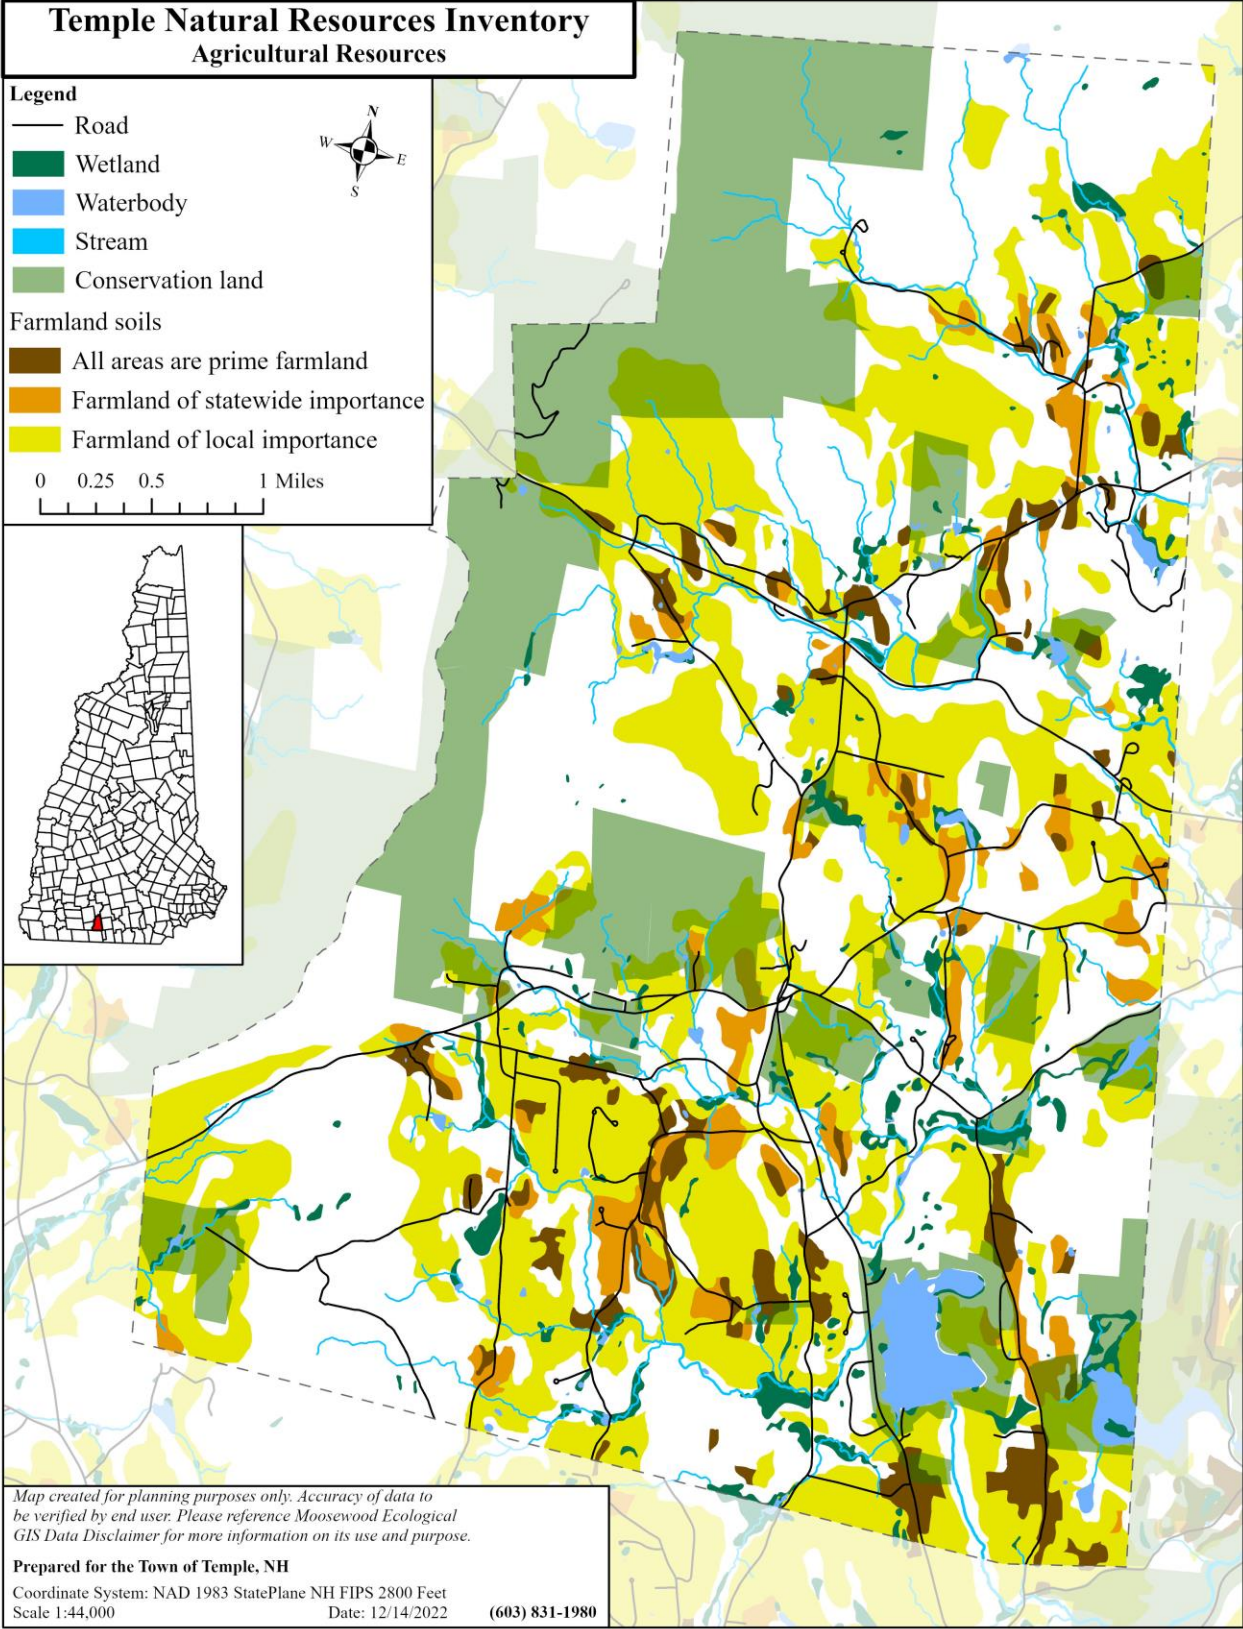 Temple Natural Resources Inventory
Agricultural Resources
Legend
Road
Wetland
Waterbody
Stream
Conservation land
Farmland soils
All areas are prime farmland
Farmland of statewide importance
Farmland of local importance
0 0.25 0.5 1 Miles
N
W E
S
Map created for planning purposes only. Accuracy of data to
be verified by end user. Please reference Moosewood Ecological
GIS Data Disclaimer for more information on its use and purpose.
Prepared for the Town of Temple, NH
Coordinate System: NAD 1983 StatePlane NH FIPS 2800 Feet
Scale 1:44,000 Date: 12/14/2022 (603) 831-1980